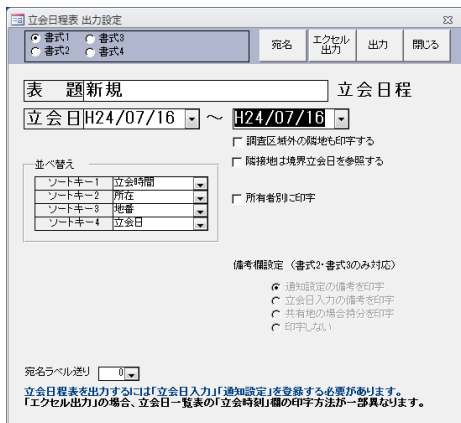 立会日程表 出力設定
書式1 書式3
書式2 書式4
宛名 エクセル出力 出力 閉じる
表　題 新規 立会日程
立会日 H24/07/16 ～ H24/07/16
調査区域外の隣地も印字する
隣接地は境界立会日を参照する
並べ替え
ソートキー1 立会時間
ソートキー2 所在
ソートキー3 地番
ソートキー4 立会日
所有者別に印字
備考欄設定（書式2・書式3のみ対応）
通知設定の備考を印字
立会日入力の備考を印字
共有地の場合持分を印字
印字しない
宛名ラベル送り 0
立会日程表を出力するには「立会日入力」「通知設定」を登録する必要があります。
「エクセル出力」の場合、立会日一覧表の「立会時刻」欄の印字方法が一部異なります。